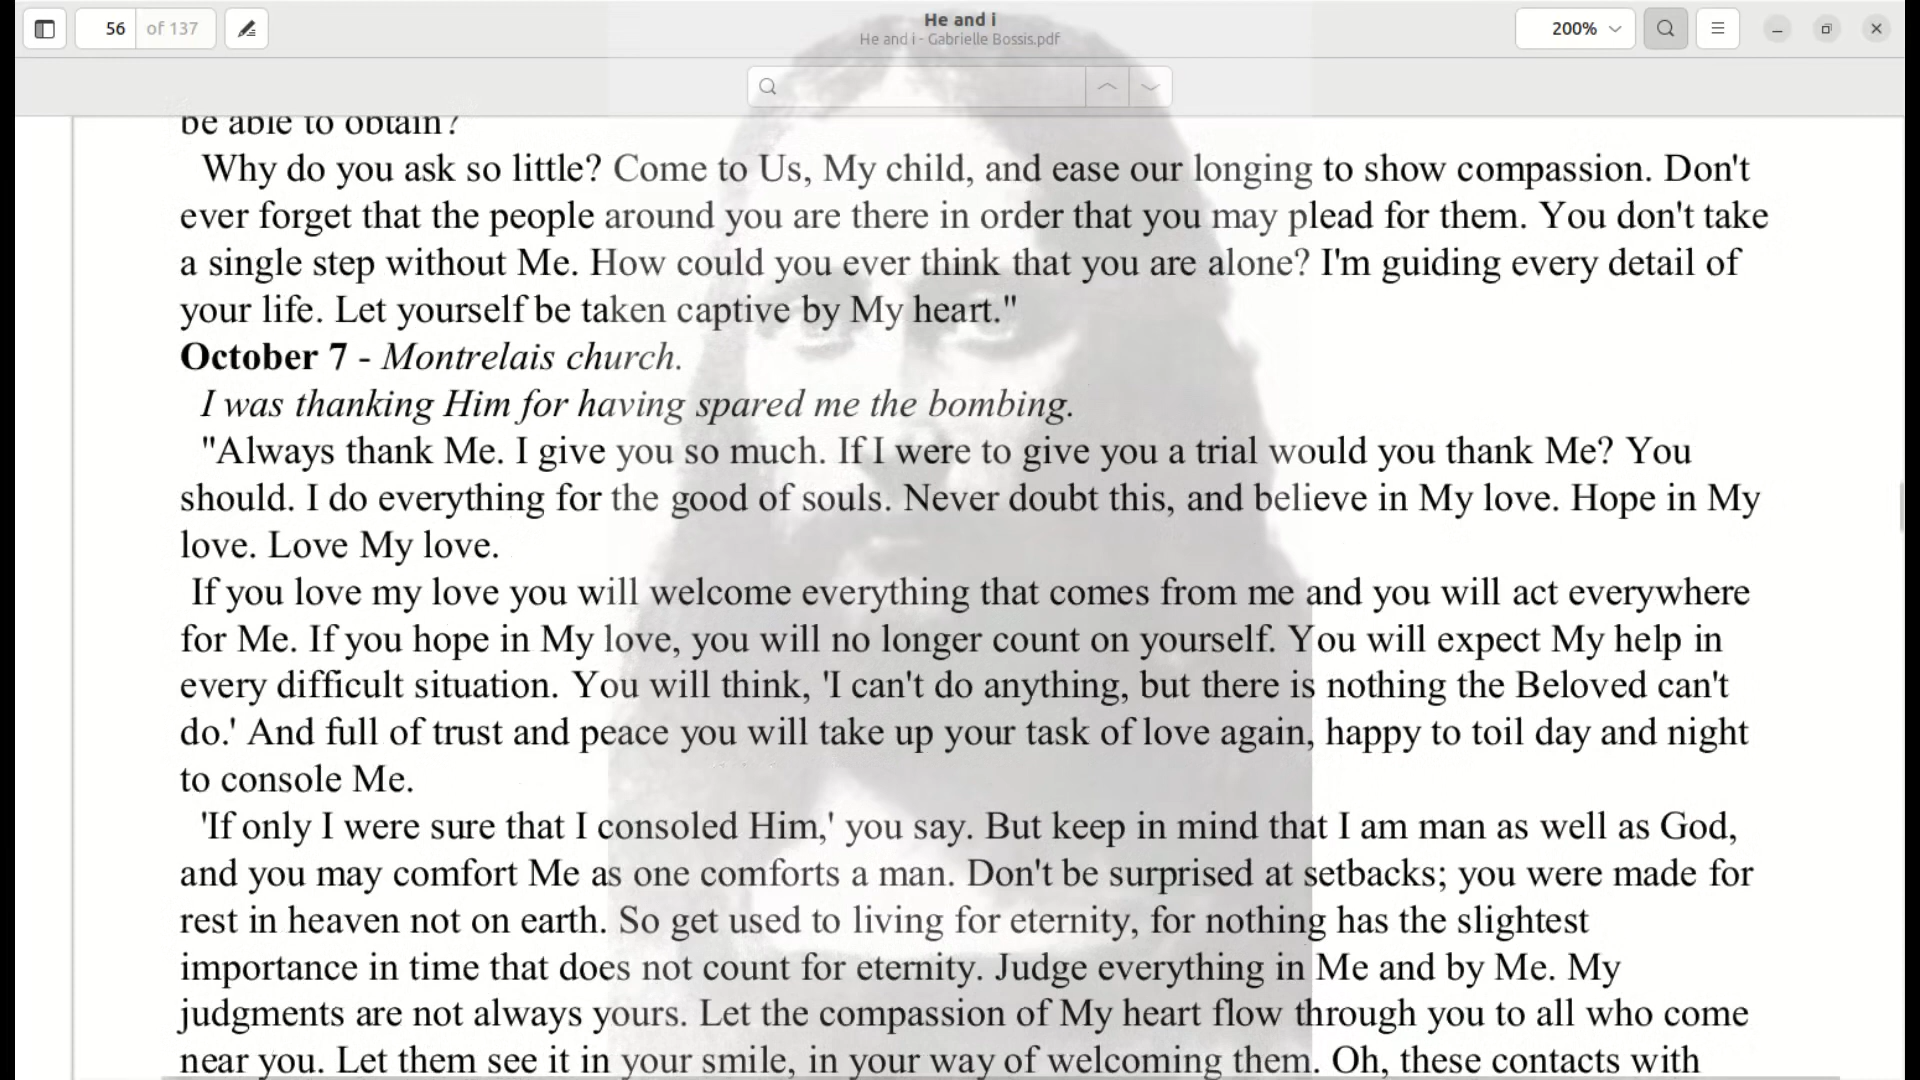 56 of 137
He and i
He and i - Gabrielle Bossis.pdf
200%
be able to obtain?
Why do you ask so little? Come to Us, My child, and ease our longing to show compassion. Don't
ever forget that the people around you are there in order that you may plead for them. You don't take
a single step without Me. How could you ever think that you are alone? I'm guiding every detail of
your life. Let yourself be taken captive by My heart."
October 7 - Montrelais church.
I was thanking Him for having spared me the bombing.
"Always thank Me. I give you so much. If I were to give you a trial would you thank Me? You
should. I do everything for the good of souls. Never doubt this, and believe in My love. Hope in My
love. Love My love.
If you love my love you will welcome everything that comes from me and you will act everywhere
for Me. If you hope in My love, you will no longer count on yourself. You will expect My help in
every difficult situation. You will think, 'I can't do anything, but there is nothing the Beloved can't
do.' And full of trust and peace you will take up your task of love again, happy to toil day and night
to console Me.
'If only I were sure that I consoled Him,' you say. But keep in mind that I am man as well as God,
and you may comfort Me as one comforts a man. Don't be surprised at setbacks; you were made for
rest in heaven not on earth. So get used to living for eternity, for nothing has the slightest
importance in time that does not count for eternity. Judge everything in Me and by Me. My
judgments are not always yours. Let the compassion of My heart flow through you to all who come
near you. Let them see it in your smile, in your way of welcoming them. Oh, these contacts with